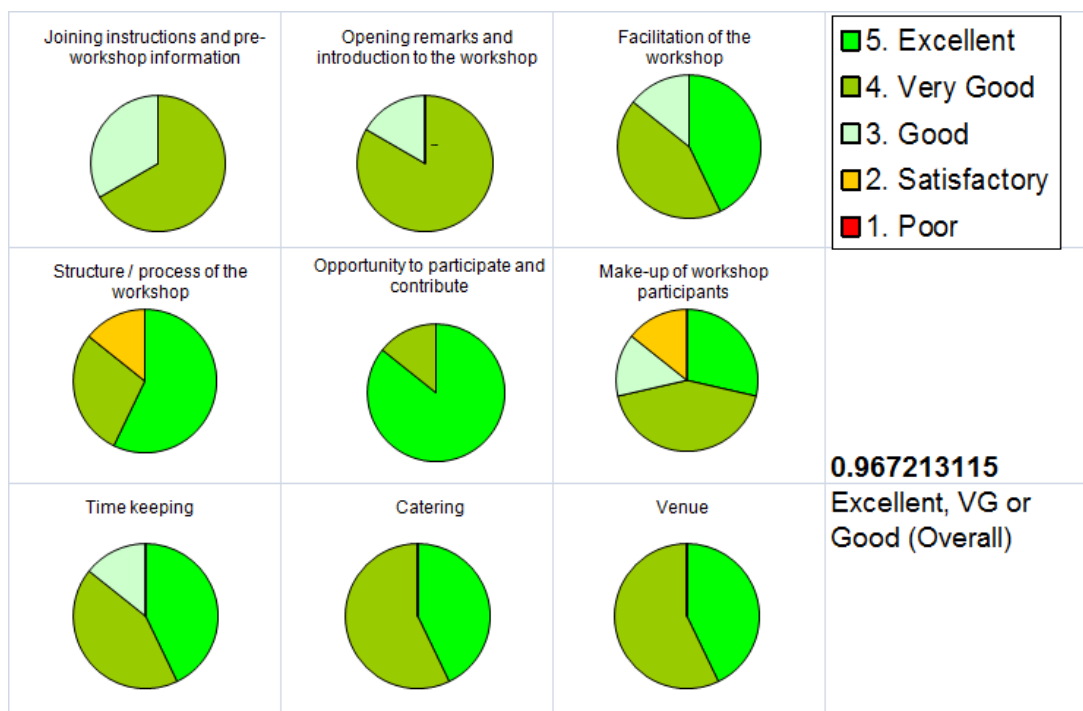 Joining instructions and pre-
workshop information
Opening remarks and
introduction to the workshop
Facilitation of the
workshop
5. Excellent
4. Very Good
3. Good
2. Satisfactory
1. Poor
Structure / process of the
workshop
Opportunity to participate and
contribute
Make-up of workshop
participants
0.967213115
Time keeping
Catering
Venue
Excellent, VG or
Good (Overall)